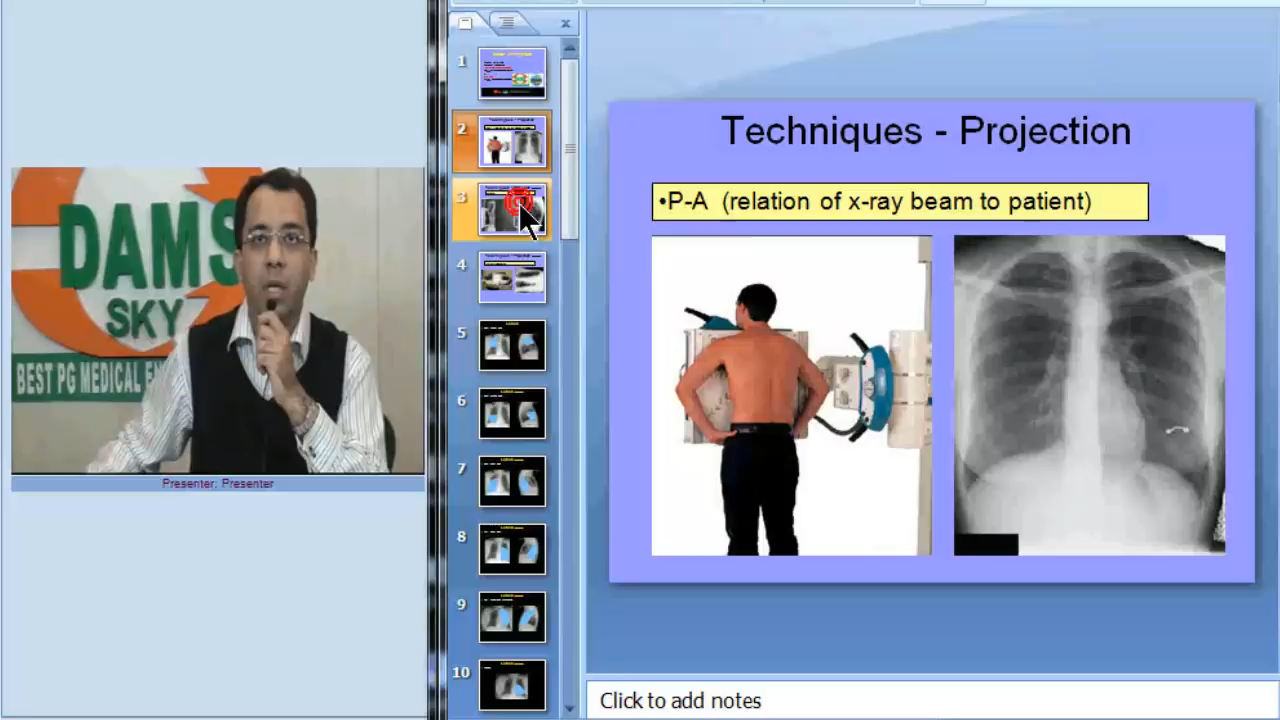 DAMS
SKY
BEST PG MEDICAL
Presenter: Presenter
1
2
3
4
5
6
7
8
9
10
Techniques - Projection
•P-A (relation of x-ray beam to patient)
Click to add notes